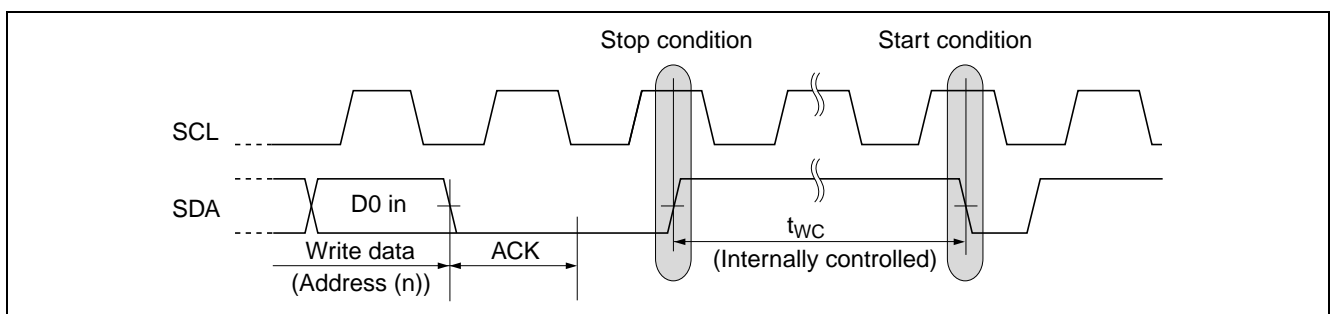 Stop condition
Start condition
SCL
SDA
D0 in
Write data
(Address (n))
ACK
tWC
(Internally controlled)